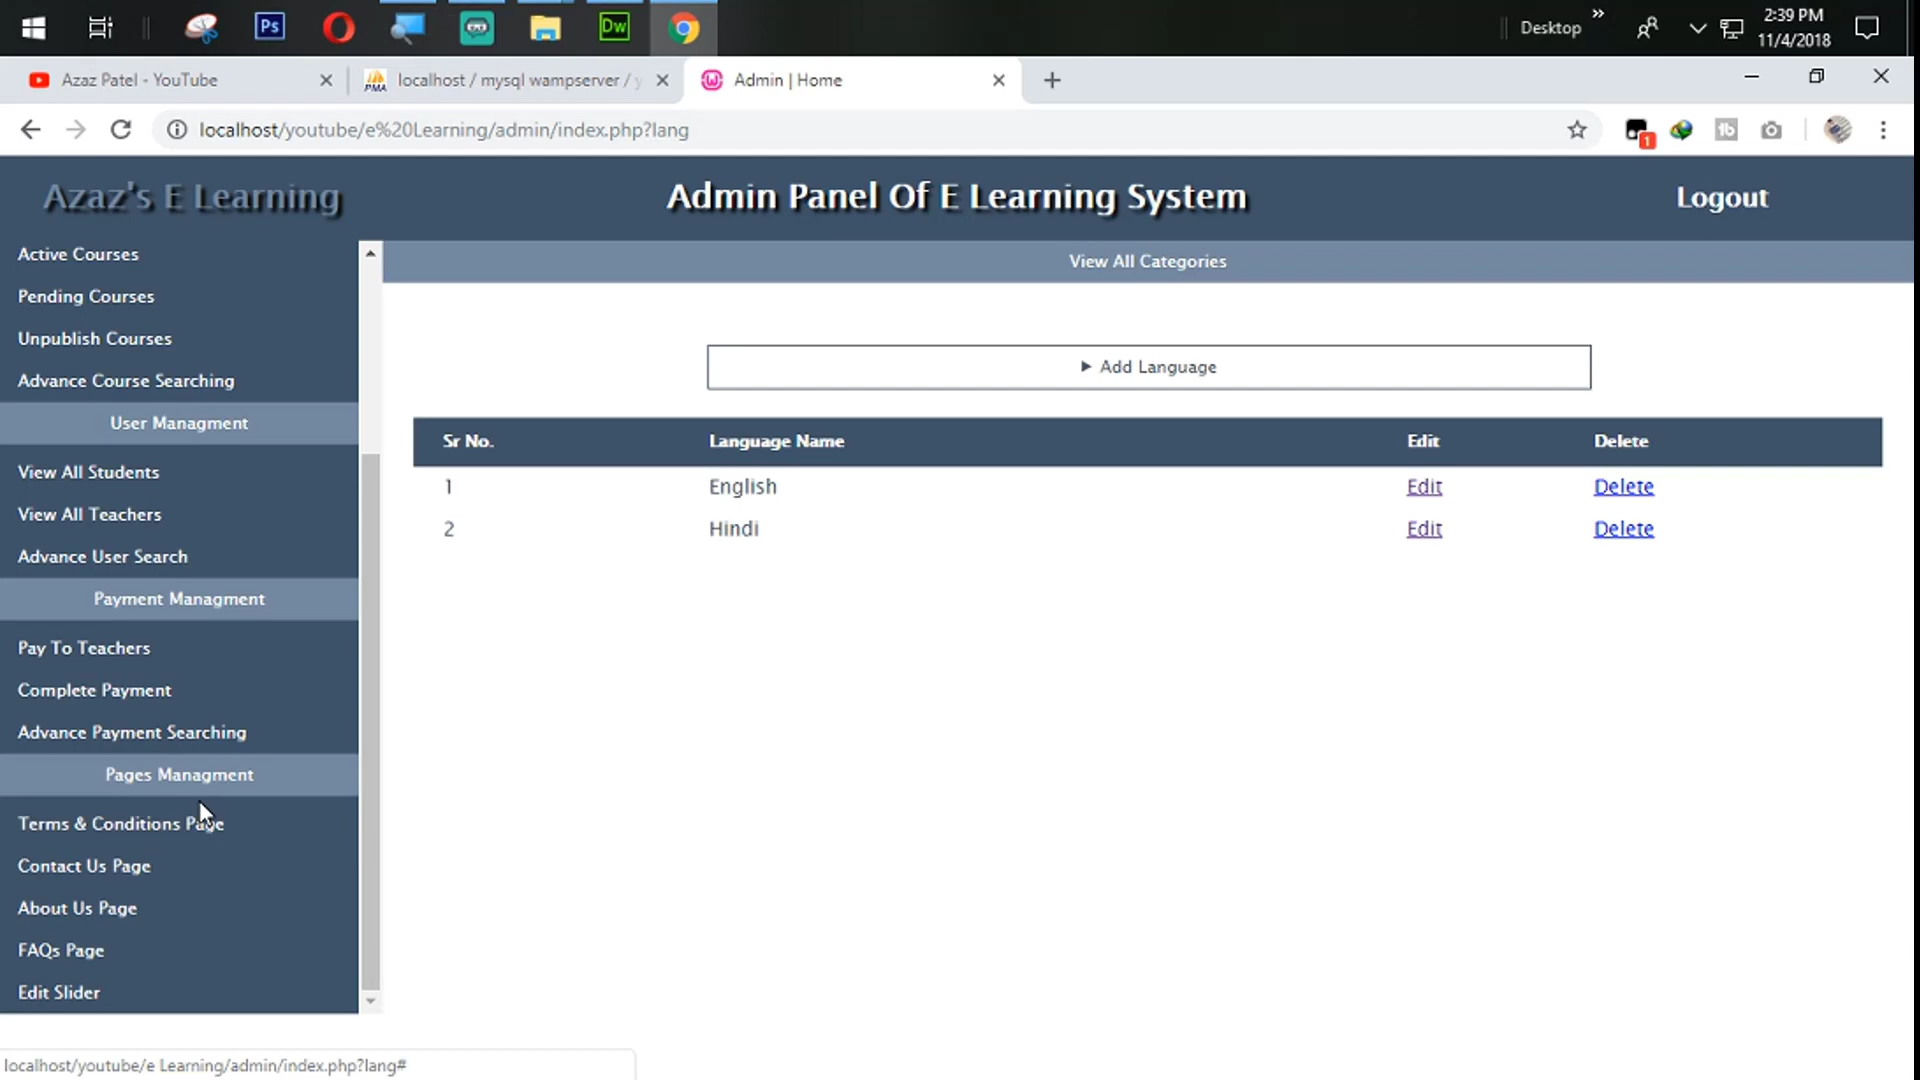 Ps
Dw
Desktop
»
2:39 PM
11/4/2018
Azaz Patel - YouTube
PMA
localhost / mysql wampserver /
Admin | Home
localhost/youtube/e%20Learning/admin/index.php?lang
1
tb
Azaz's E Learning
Admin Panel Of E Learning System
Logout
Active Courses
Pending Courses
Unpublish Courses
Advance Course Searching
User Managment
View All Students
View All Teachers
Advance User Search
Payment Managment
Pay To Teachers
Complete Payment
Advance Payment Searching
Pages Managment
Terms & Conditions Page
Contact Us Page
About Us Page
FAQs Page
Edit Slider
View All Categories
Add Language
Sr No. Language Name Edit Delete
1 English Edit Delete
2 Hindi Edit Delete
localhost/youtube/e Learning/admin/index.php?lang#